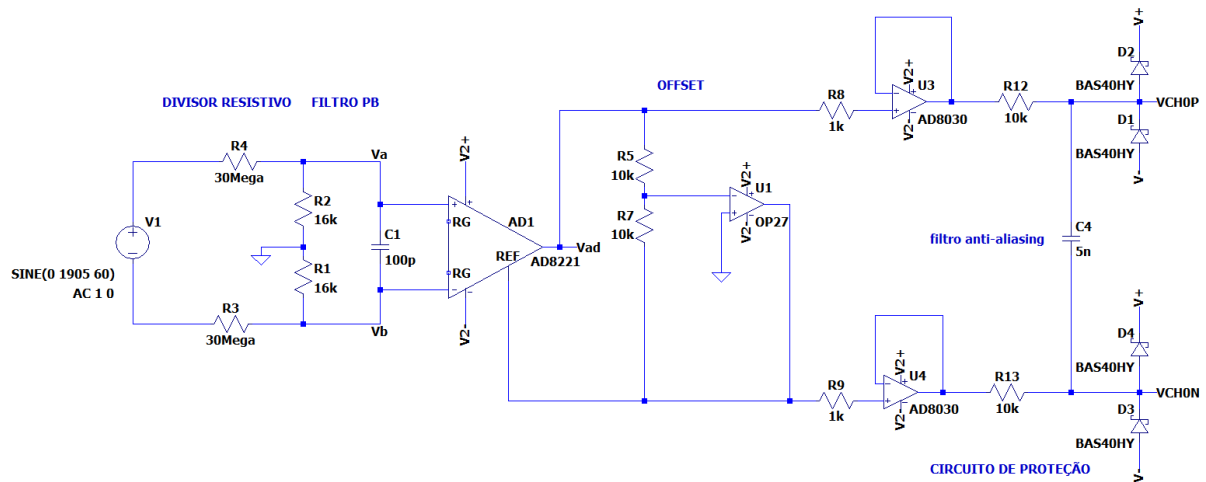 DIVISOR RESISTIVO FILTRO PB
OFFSET
V1
SINE(0 1905 60)
AC 1 0
R4
30Mega
R3
30Mega
R2
16k
R1
16k
Va
Vb
C1
100p
V2+
RG
RG
AD1
REF
AD8221
V2-
Vad
R5
10k
R7
10k
V2+
U1
V2-
OP27
R8
1k
V2+
U3
V2-
AD8030
R12
10k
R9
1k
V2+
U4
V2-
AD8030
R13
10k
V+
D2
BAS40HY
VCH0P
D1
BAS40HY
V-
filtro anti-aliasing
C4
5n
V+
D4
BAS40HY
VCH0N
D3
BAS40HY
V-
CIRCUITO DE PROTEÇÃO